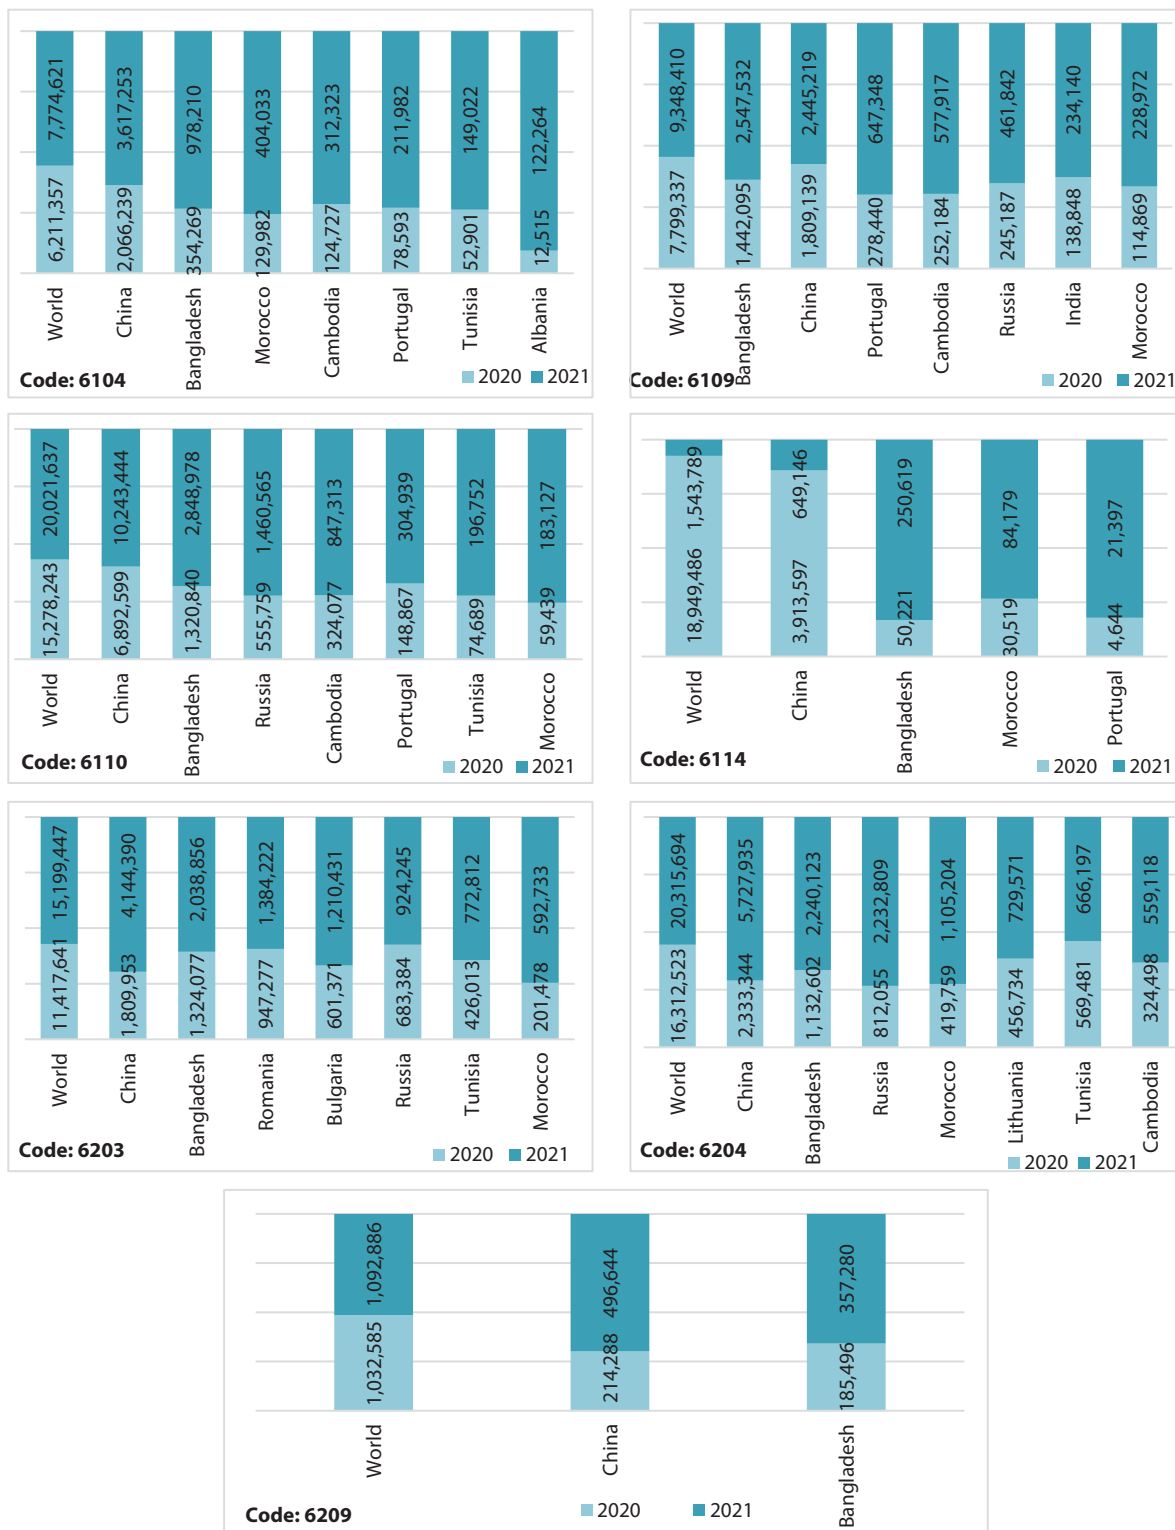 7,774,621
3,617,253
978,210
404,033
312,323
211,982
149,022
122,264
6,211,357
2,066,239
354,269
129,982
124,727
78,593
52,901
12,515
World
China
Bangladesh
Morocco
Cambodia
Portugal
Tunisia
Albania
Code: 6104
2020 2021
9,348,410
2,547,532
2,445,219
647,348
577,917
461,842
234,140
228,972
7,799,337
1,442,095
1,809,139
278,440
252,184
245,187
138,848
114,869
World
Bangladesh
China
Portugal
Cambodia
Russia
India
Morocco
Code: 6109
2020 2021
20,021,637
10,243,444
2,848,978
1,460,565
847,313
304,939
196,752
183,127
15,278,243
6,892,599
1,320,840
555,759
324,077
148,867
74,689
59,439
World
China
Bangladesh
Russia
Cambodia
Portugal
Tunisia
Morocco
Code: 6110
2020 2021
1,543,789
649,146
250,619
84,179
21,397
18,949,486
3,913,597
50,221
30,519
4,644
World
China
Bangladesh
Morocco
Portugal
Code: 6114
2020 2021
15,199,447
4,144,390
2,038,856
1,384,222
1,210,431
924,245
772,812
592,733
11,417,641
1,809,953
1,324,077
947,277
601,371
683,384
426,013
201,478
World
China
Bangladesh
Romania
Bulgaria
Russia
Tunisia
Morocco
Code: 6203
2020 2021
20,315,694
5,727,935
2,240,123
2,232,809
1,105,204
729,571
666,197
559,118
16,312,523
2,333,344
1,132,602
812,055
419,759
456,734
569,481
324,498
World
China
Bangladesh
Russia
Morocco
Lithuania
Tunisia
Cambodia
Code: 6204
2020 2021
1,092,886
496,644
357,280
1,032,585
214,288
185,496
World
China
Bangladesh
Code: 6209
2020 2021